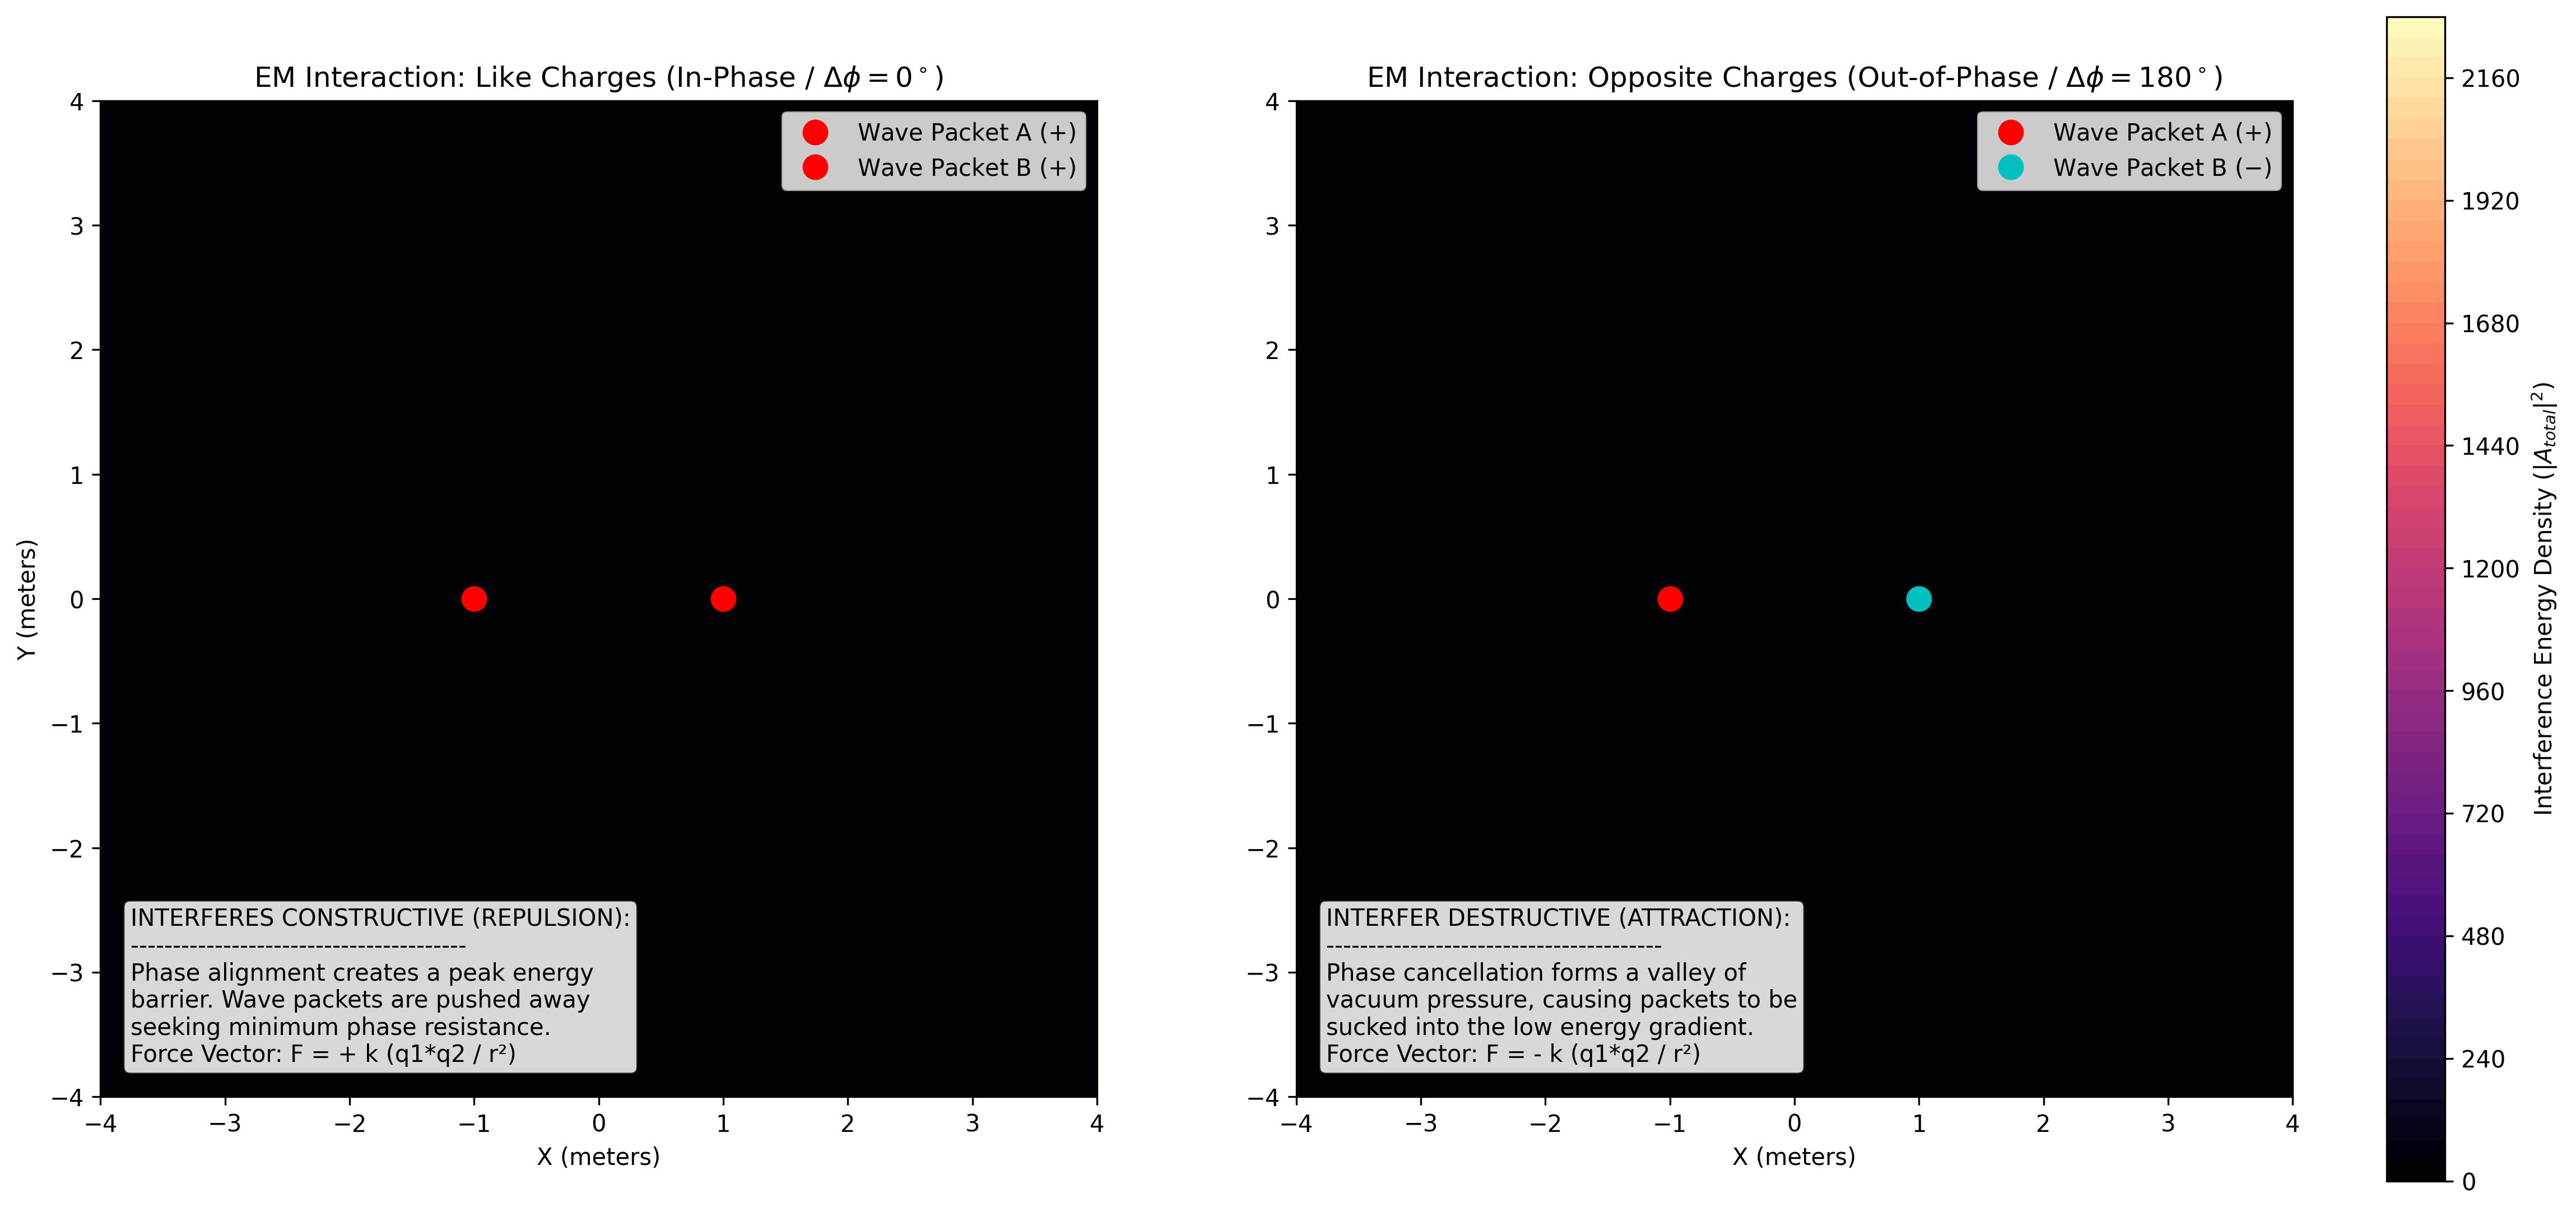 EM Interaction: Like Charges (In-Phase / Δϕ = 0°)
Wave Packet A (+)
Wave Packet B (+)
4
3
2
1
0
−1
−2
−3
−4
Y (meters)
INTERFERES CONSTRUCTIVE (REPULSION):
----------------------------------------
Phase alignment creates a peak energy
barrier. Wave packets are pushed away
seeking minimum phase resistance.
Force Vector: F = + k (q1*q2 / r²)
−4 −3 −2 −1 0 1 2 3 4
X (meters)
EM Interaction: Opposite Charges (Out-of-Phase / Δϕ = 180°)
Wave Packet A (+)
Wave Packet B (−)
4
3
2
1
0
−1
−2
−3
−4
INTERFER DESTRUCTIVE (ATTRACTION):
----------------------------------------
Phase cancellation forms a valley of
vacuum pressure, causing packets to be
sucked into the low energy gradient.
Force Vector: F = - k (q1*q2 / r²)
−4 −3 −2 −1 0 1 2 3 4
X (meters)
2160
1920
1680
1440
1200
960
720
480
240
0
Interference Energy Density (|A_total|²)